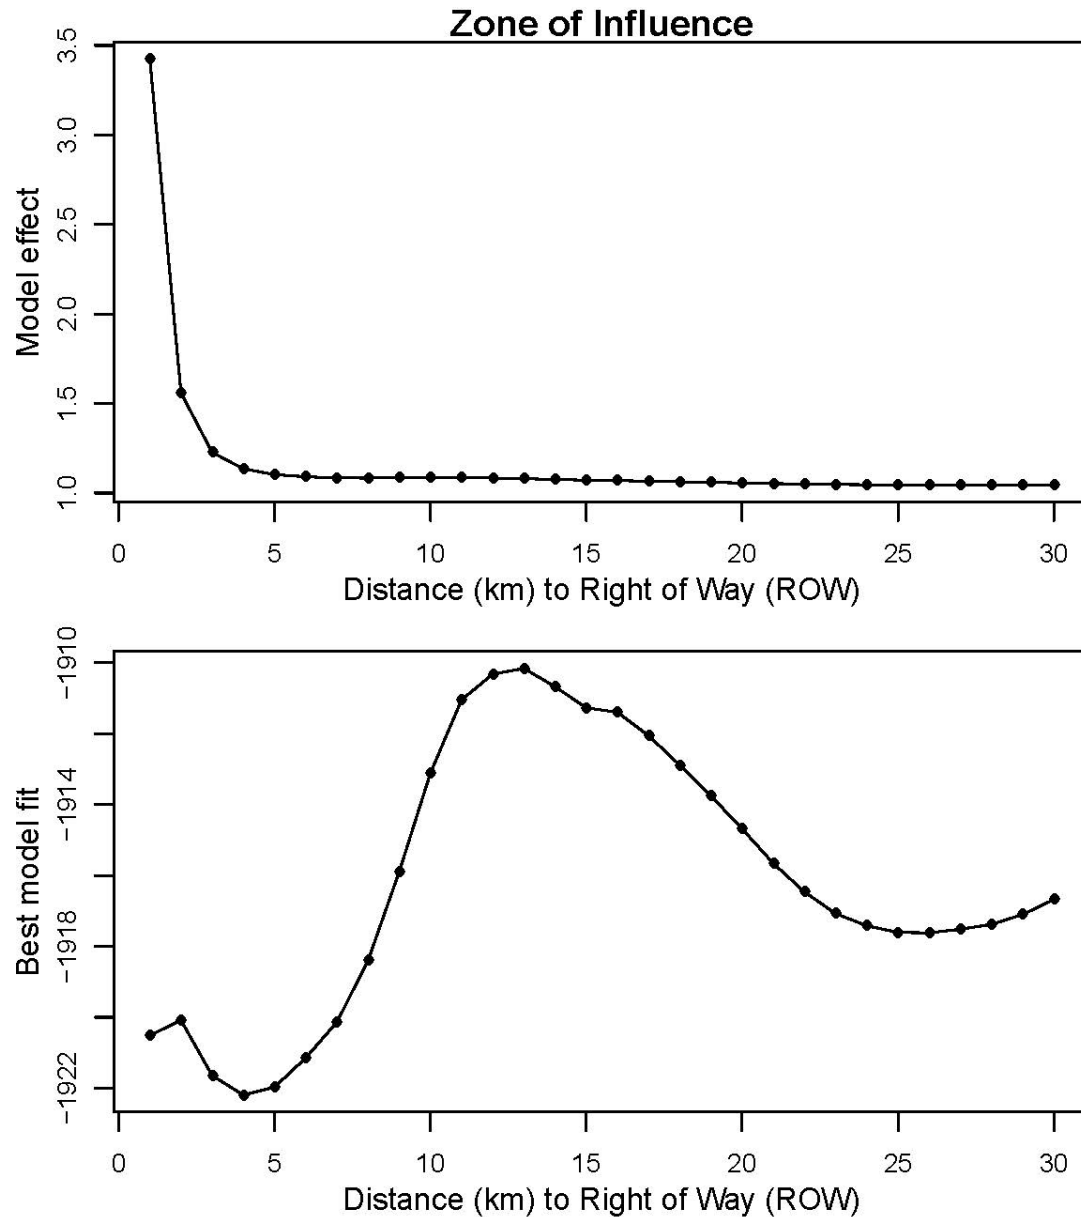 Zone of Influence
Model effect
3.5
3.0
2.5
2.0
1.5
1.0
0 5 10 15 20 25 30
Distance (km) to Right of Way (ROW)
Best model fit
−1910
−1914
−1918
−1922
0 5 10 15 20 25 30
Distance (km) to Right of Way (ROW)